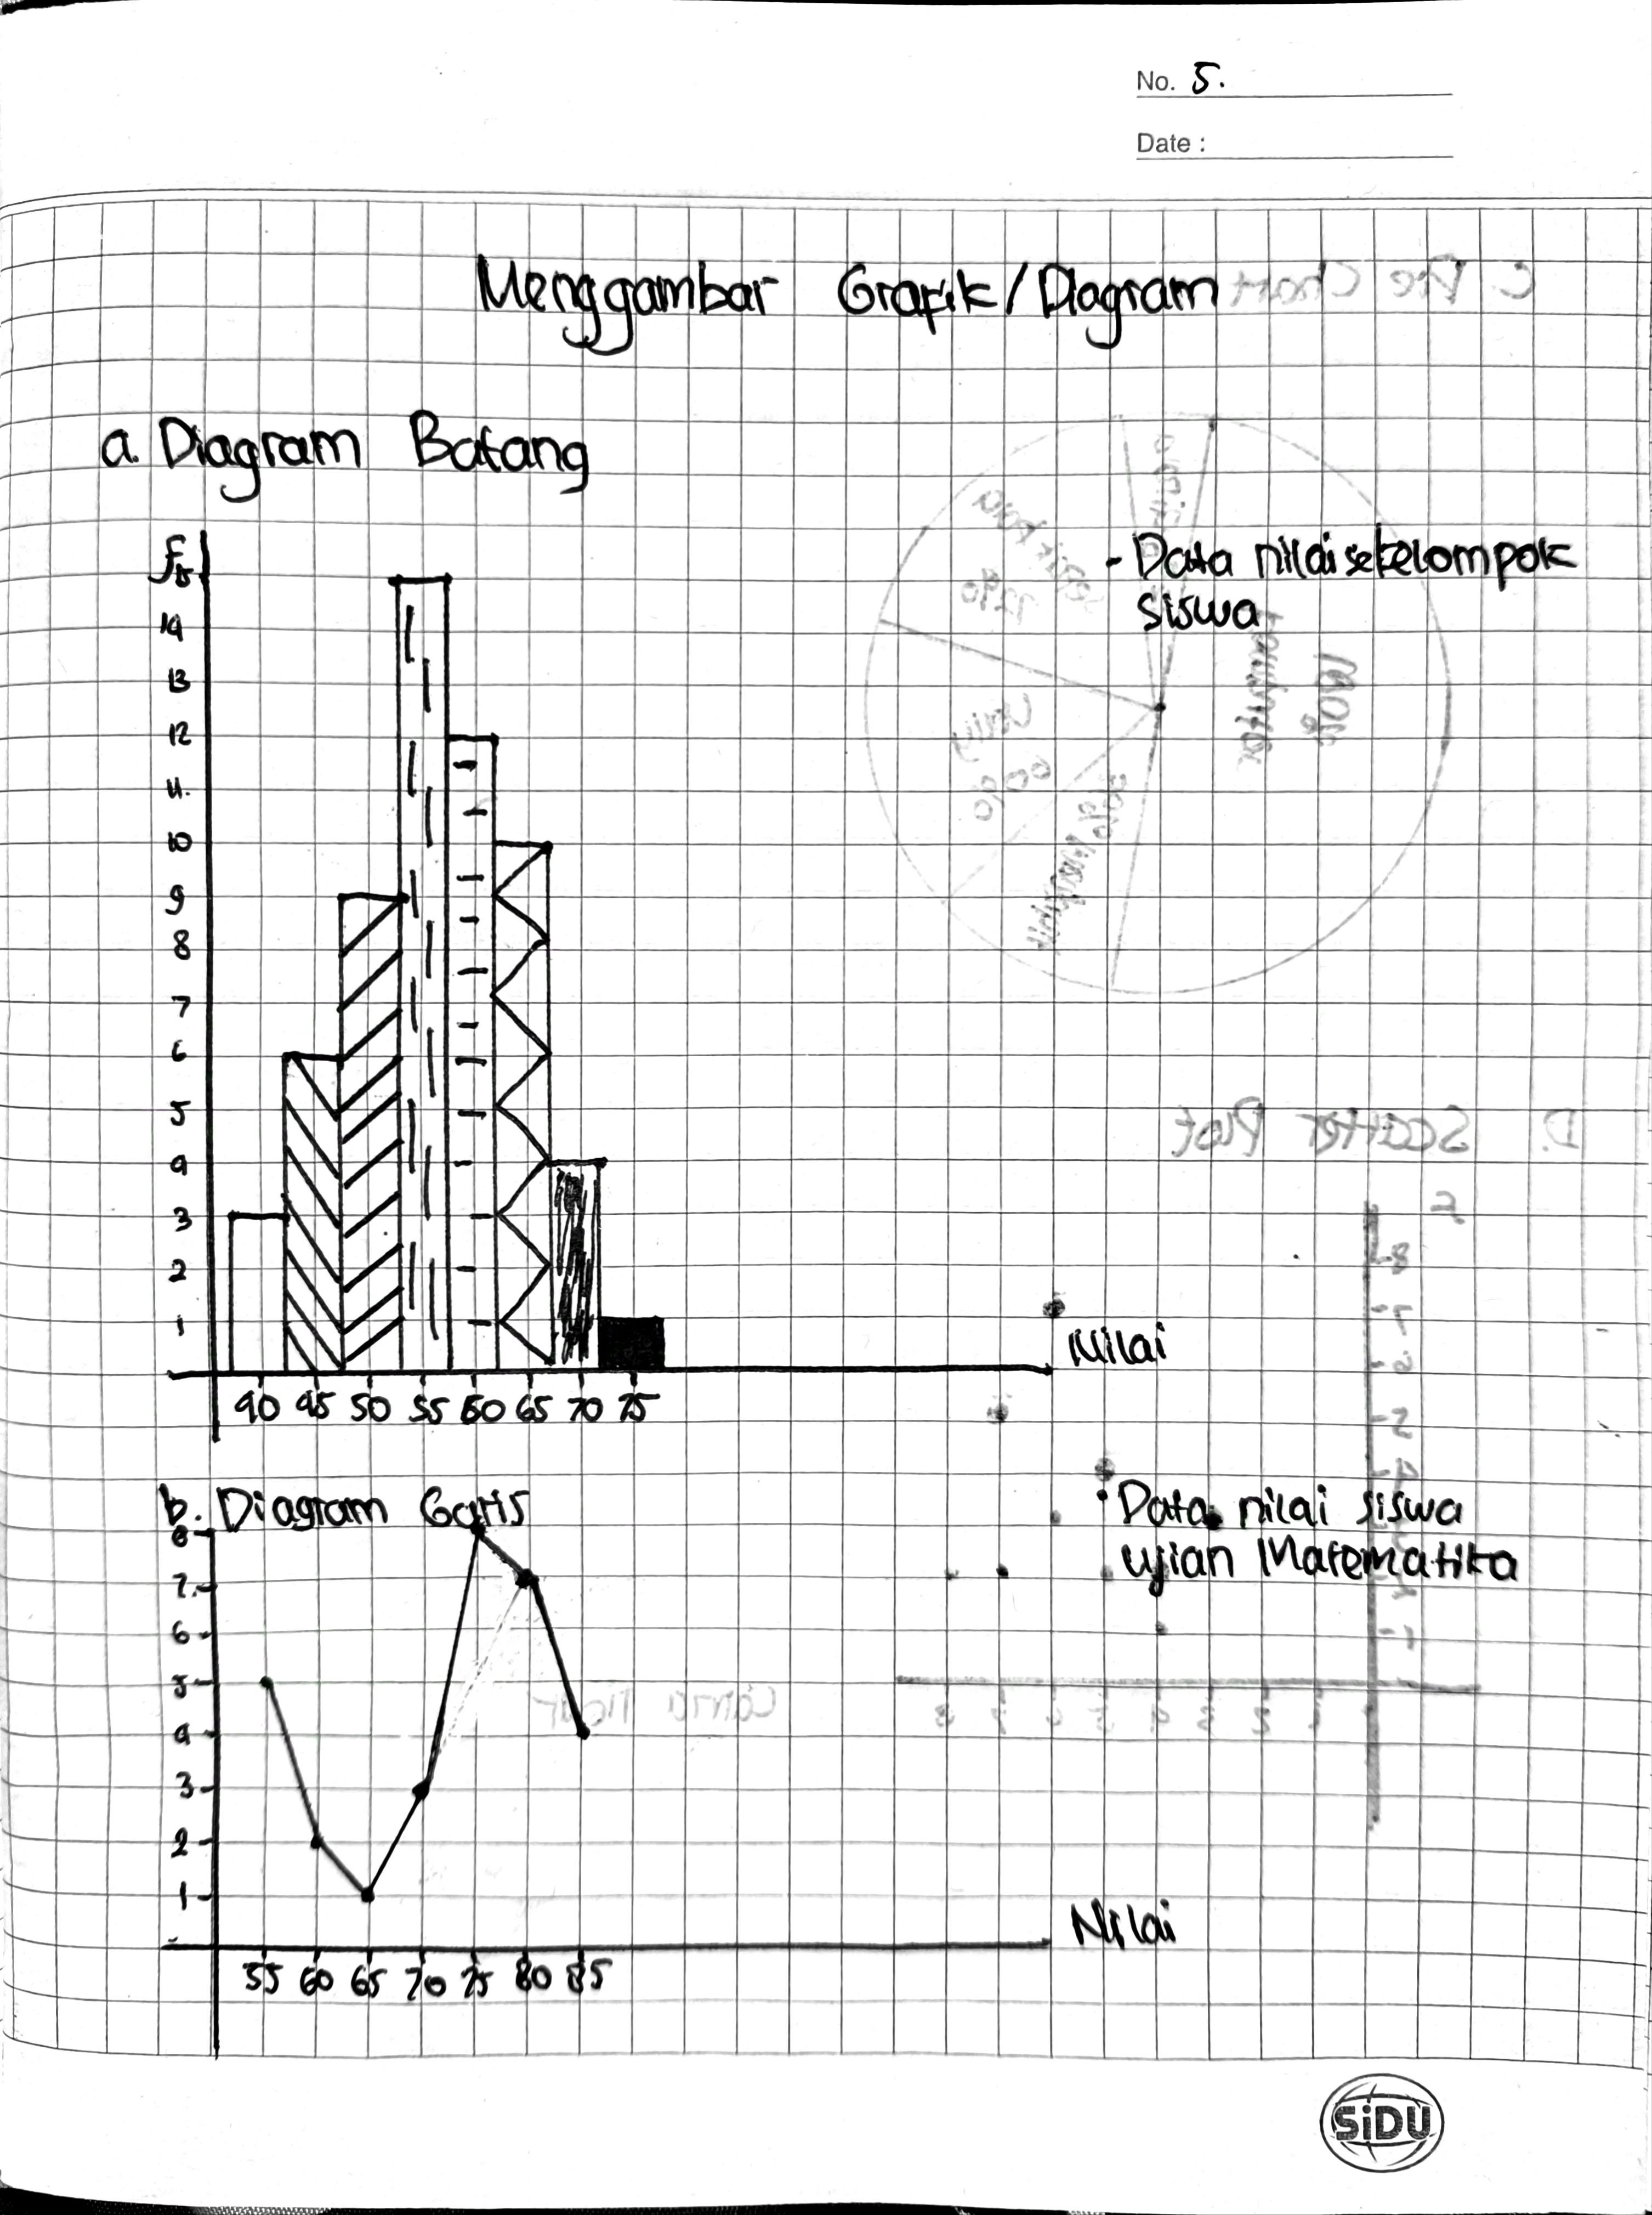 No. 5.
Date :
Menggambar Grafik/Diagram
a. Diagram Batang
f
15
14
13
12
11.
10
9
8
7
6
5
4
3
2
1
- Data nilai sekelompok
siswa
Nilai
40 45 50 55 60 65 70 75
b. Diagram Garis
8
7
6
5
4
3
2
1
• Data nilai siswa
ujian Matematika
Nilai
55 60 65 70 75 80 85
SiDU